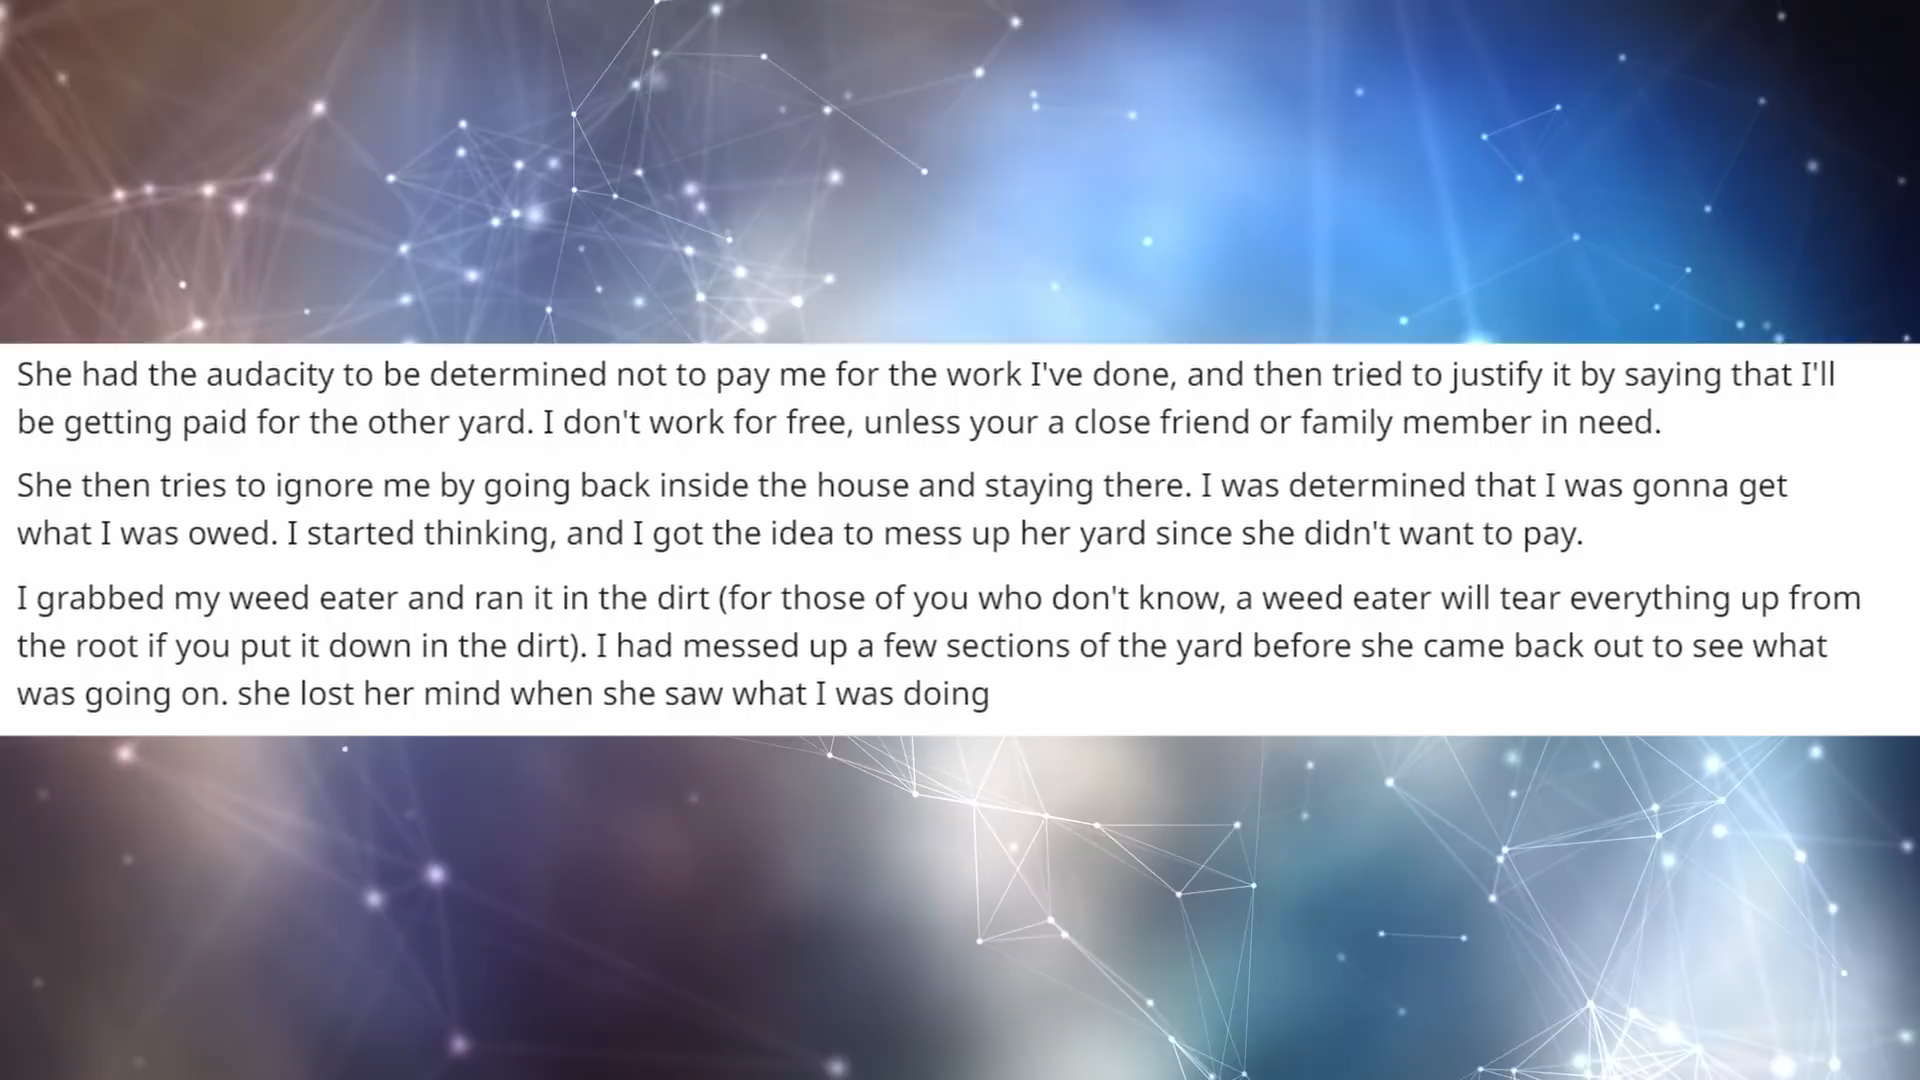 She had the audacity to be determined not to pay me for the work I've done, and then tried to justify it by saying that I'll
be getting paid for the other yard. I don't work for free, unless your a close friend or family member in need.
She then tries to ignore me by going back inside the house and staying there. I was determined that I was gonna get
what I was owed. I started thinking, and I got the idea to mess up her yard since she didn't want to pay.
I grabbed my weed eater and ran it in the dirt (for those of you who don't know, a weed eater will tear everything up from
the root if you put it down in the dirt). I had messed up a few sections of the yard before she came back out to see what
was going on. she lost her mind when she saw what I was doing